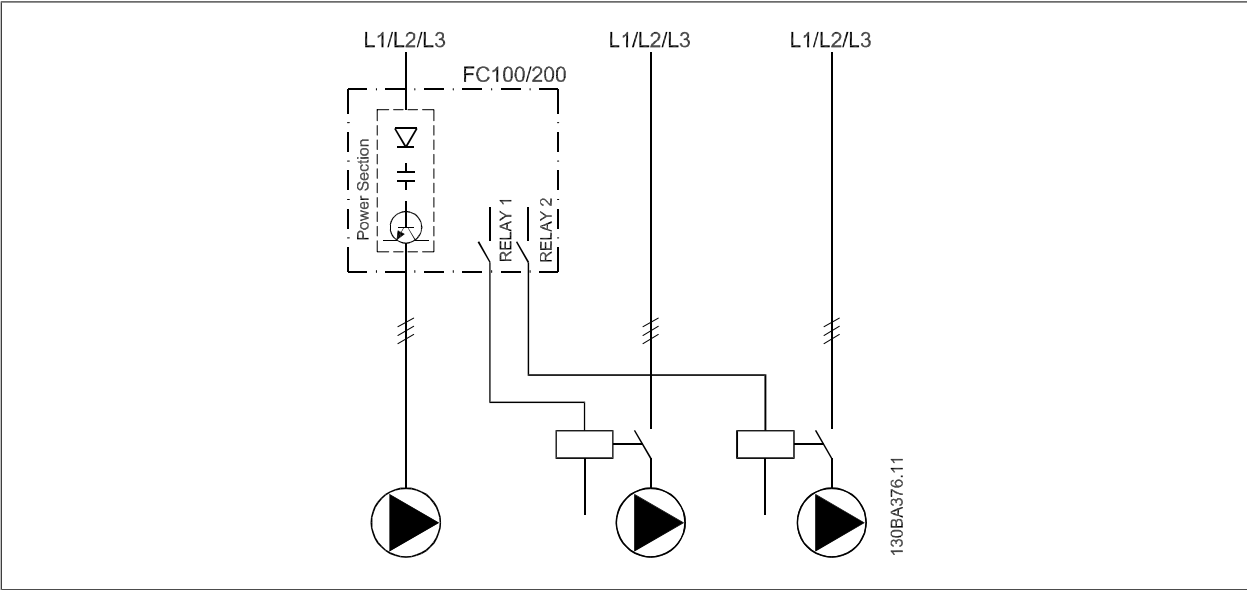 L1/L2/L3
L1/L2/L3
L1/L2/L3
FC100/200
Power Section
RELAY 1
RELAY 2
130BA376.11